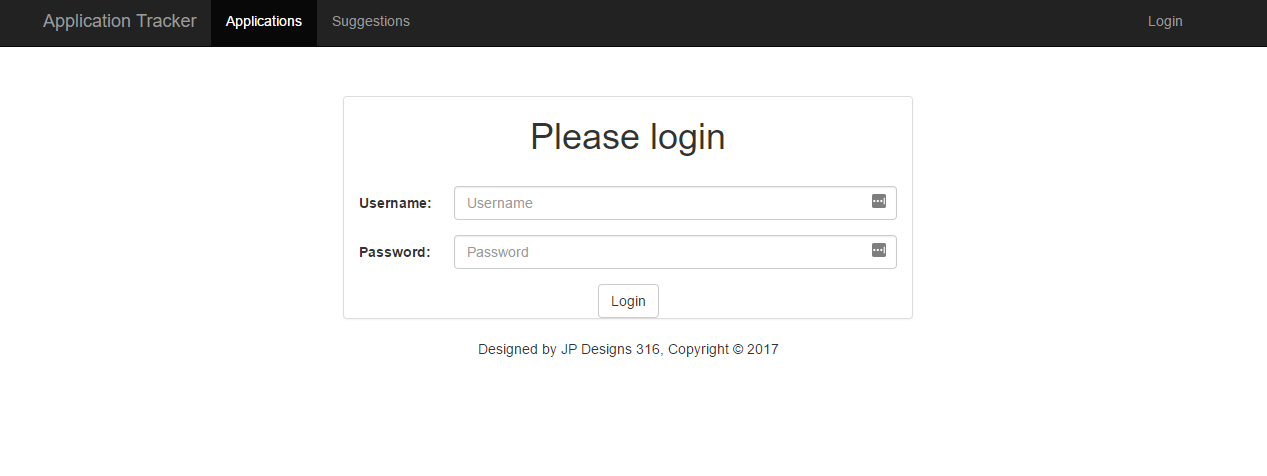 Application Tracker Applications Suggestions Login
Please login
Username: Username
Password: Password
Login
Designed by JP Designs 316, Copyright © 2017